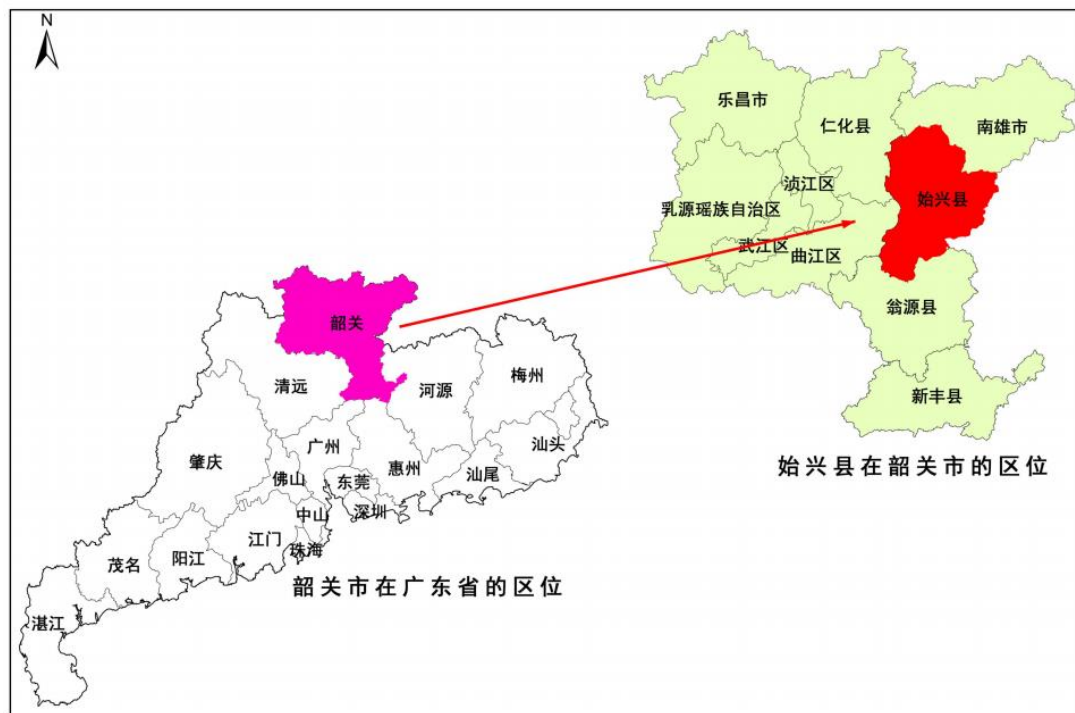 N
乐昌市
仁化县
南雄市
浈江区
始兴县
乳源瑶族自治区
武江区
曲江区
翁源县
新丰县
始兴县在韶关市的区位
韶关
清远
河源
梅州
广州
肇庆
惠州
汕头
佛山
东莞
汕尾
中山
深圳
江门
珠海
茂名
阳江
湛江
韶关市在广东省的区位